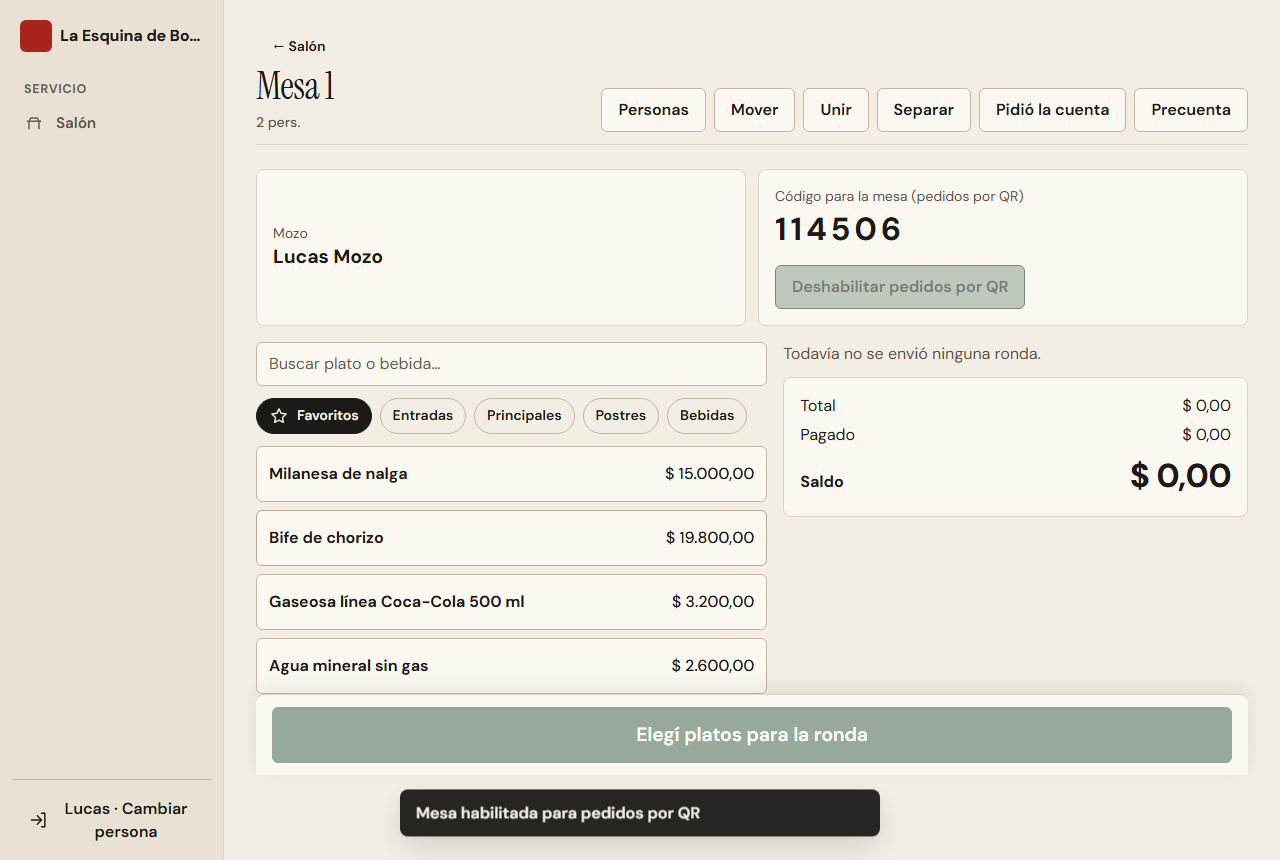 La Esquina de Bo...
SERVICIO
Salón
← Salón
Mesa 1
2 pers.
Personas
Mover
Unir
Separar
Pidió la cuenta
Precuenta
Mozo
Lucas Mozo
Código para la mesa (pedidos por QR)
114506
Deshabilitar pedidos por QR
Buscar plato o bebida...
Favoritos
Entradas
Principales
Postres
Bebidas
Milanesa de nalga $ 15.000,00
Bife de chorizo $ 19.800,00
Gaseosa línea Coca-Cola 500 ml $ 3.200,00
Agua mineral sin gas $ 2.600,00
Todavía no se envió ninguna ronda.
Total $ 0,00
Pagado $ 0,00
Saldo $ 0,00
Elegí platos para la ronda
Lucas · Cambiar
persona
Mesa habilitada para pedidos por QR